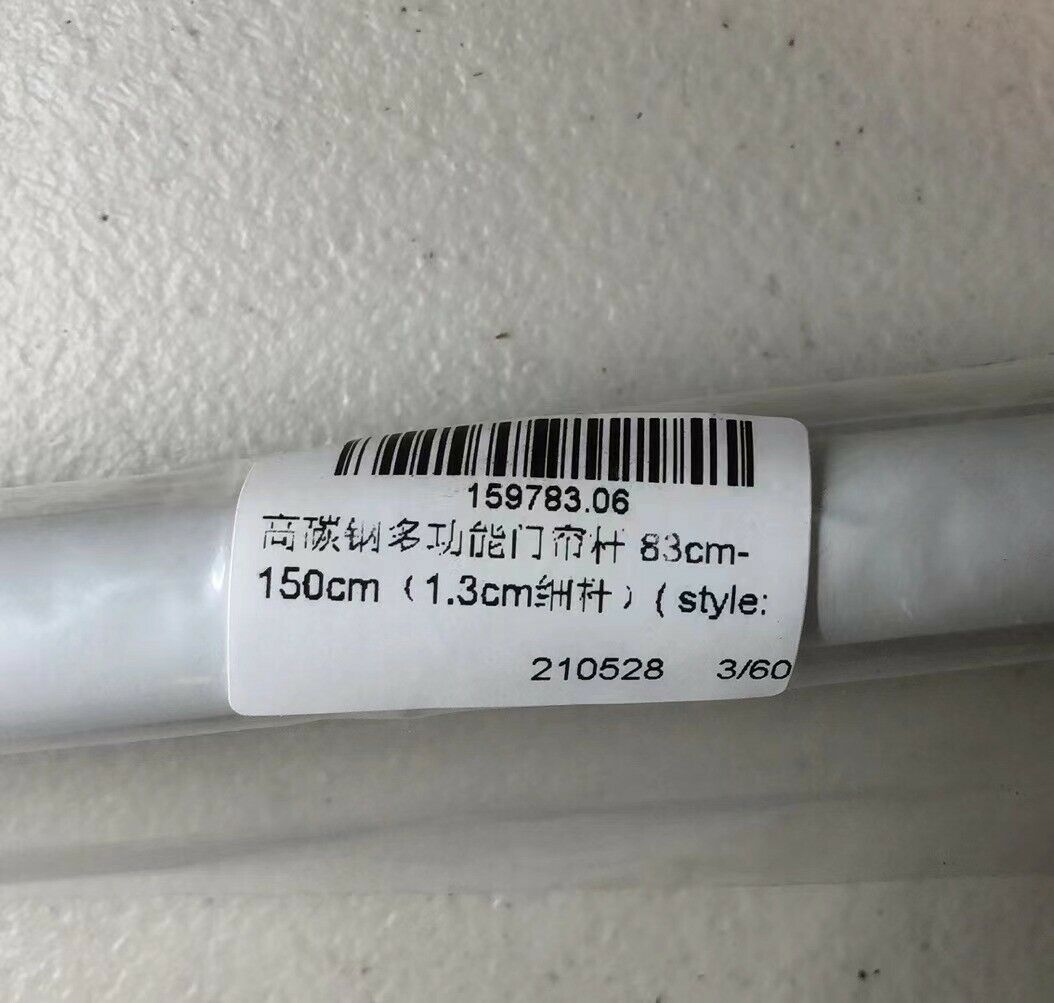 159783.06
高碳钢多功能门帘杆 83cm-
150cm（1.3cm细杆）( style:
210528 3/60